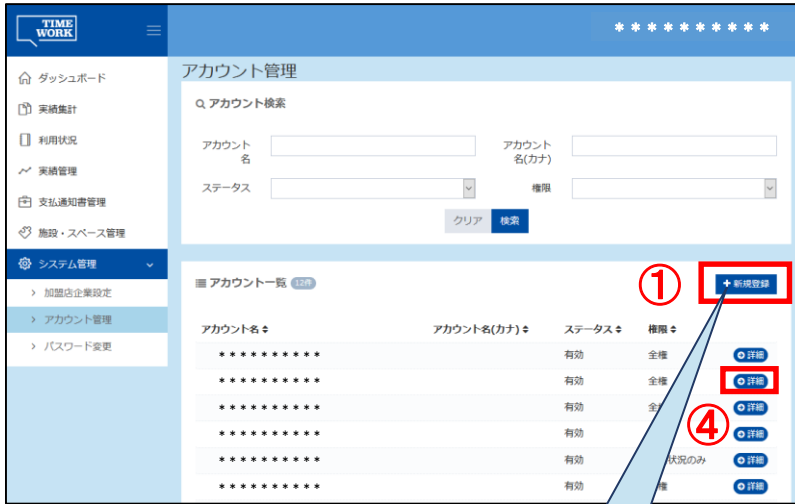 TIME
WORK
* * * * * * * * * *
ダッシュボード
実績集計
利用状況
実績管理
支払通知書管理
施設・スペース管理
システム管理
加盟店企業設定
アカウント管理
パスワード変更
アカウント管理
アカウント検索
アカウント
名
アカウント
名(カナ)
ステータス
権限
クリア 検索
アカウント一覧 12件
①
+新規登録
アカウント名 アカウント名(カナ) ステータス 権限
* * * * * * * * * * 有効 全権 詳細
* * * * * * * * * * 有効 全権 詳細
* * * * * * * * * * 有効 全 詳細
④
* * * * * * * * * * 有効 詳細
* * * * * * * * * * 有効 状況のみ 詳細
* * * * * * * * * * 有効 権 詳細